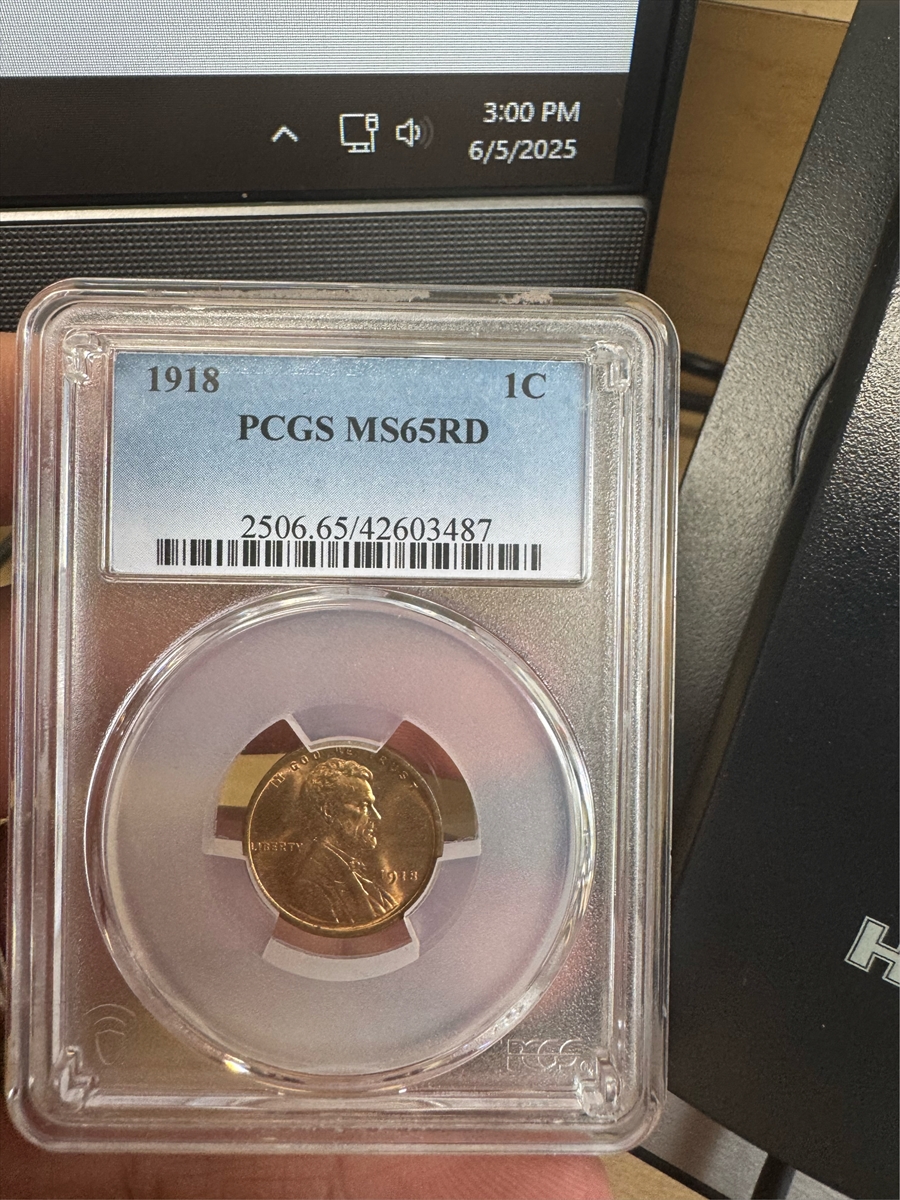 3:00 PM
6/5/2025
1918 1C
PCGS MS65RD
2506.65/42603487
IN GOD WE TRUST
LIBERTY
1918
PCGS
H